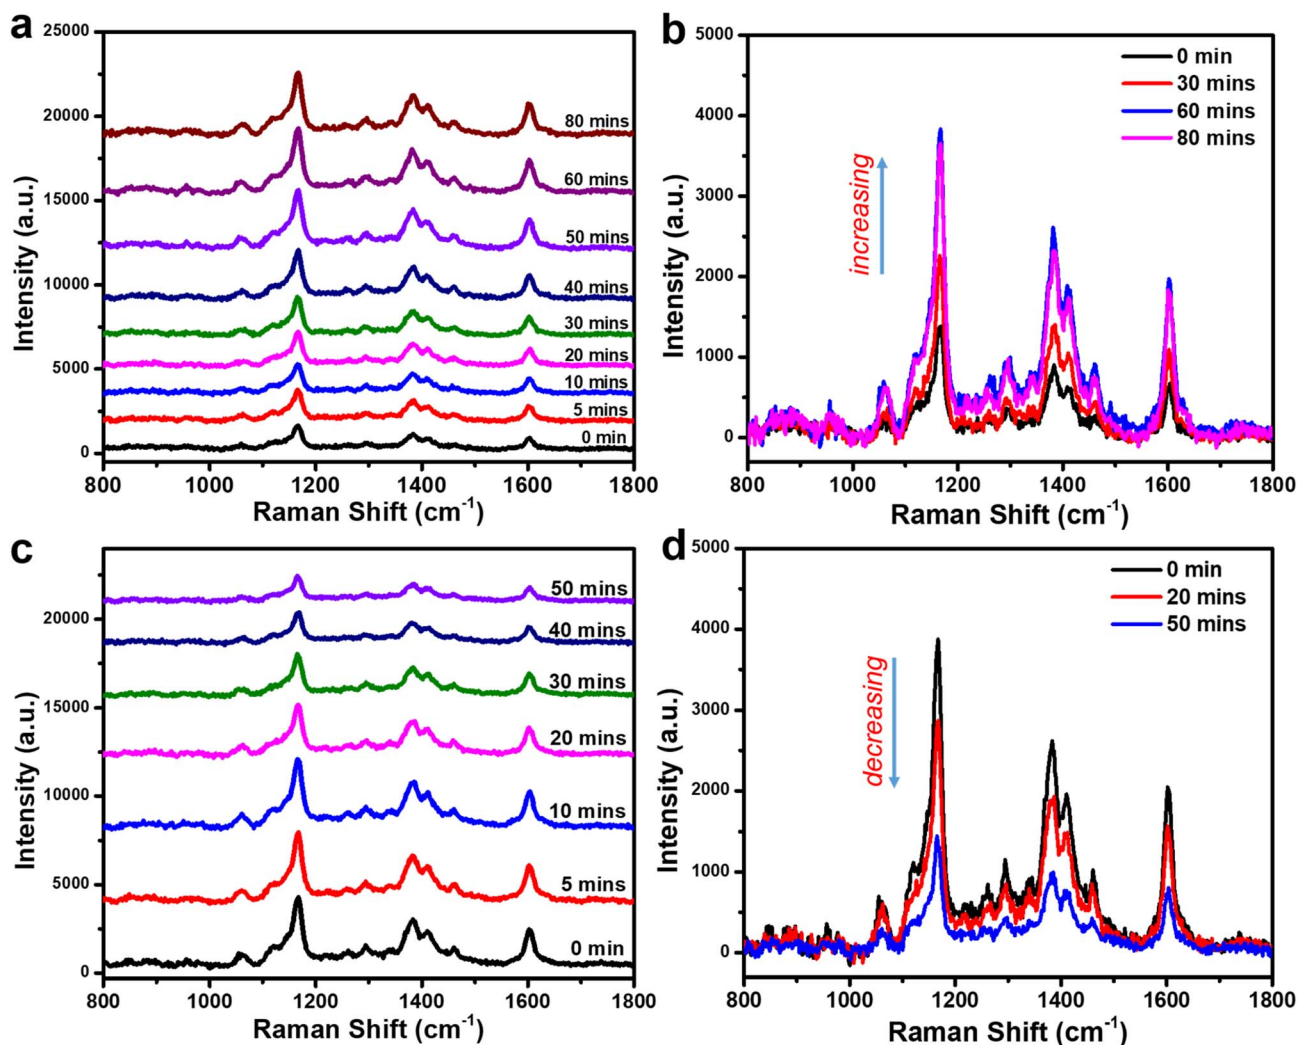 a
25000
20000
15000
10000
5000
0
Intensity (a.u.)
80 mins
60 mins
50 mins
40 mins
30 mins
20 mins
10 mins
5 mins
0 min
800 1000 1200 1400 1600 1800
Raman Shift (cm⁻¹)
b
5000
4000
3000
2000
1000
0
Intensity (a.u.)
increasing
0 min
30 mins
60 mins
80 mins
800 1000 1200 1400 1600 1800
Raman Shift (cm⁻¹)
c
20000
15000
10000
5000
0
Intensity (a.u.)
50 mins
40 mins
30 mins
20 mins
10 mins
5 mins
0 min
800 1000 1200 1400 1600 1800
Raman Shift (cm⁻¹)
d
5000
4000
3000
2000
1000
0
Intensity (a.u.)
decreasing
0 min
20 mins
50 mins
800 1000 1200 1400 1600 1800
Raman Shift (cm⁻¹)